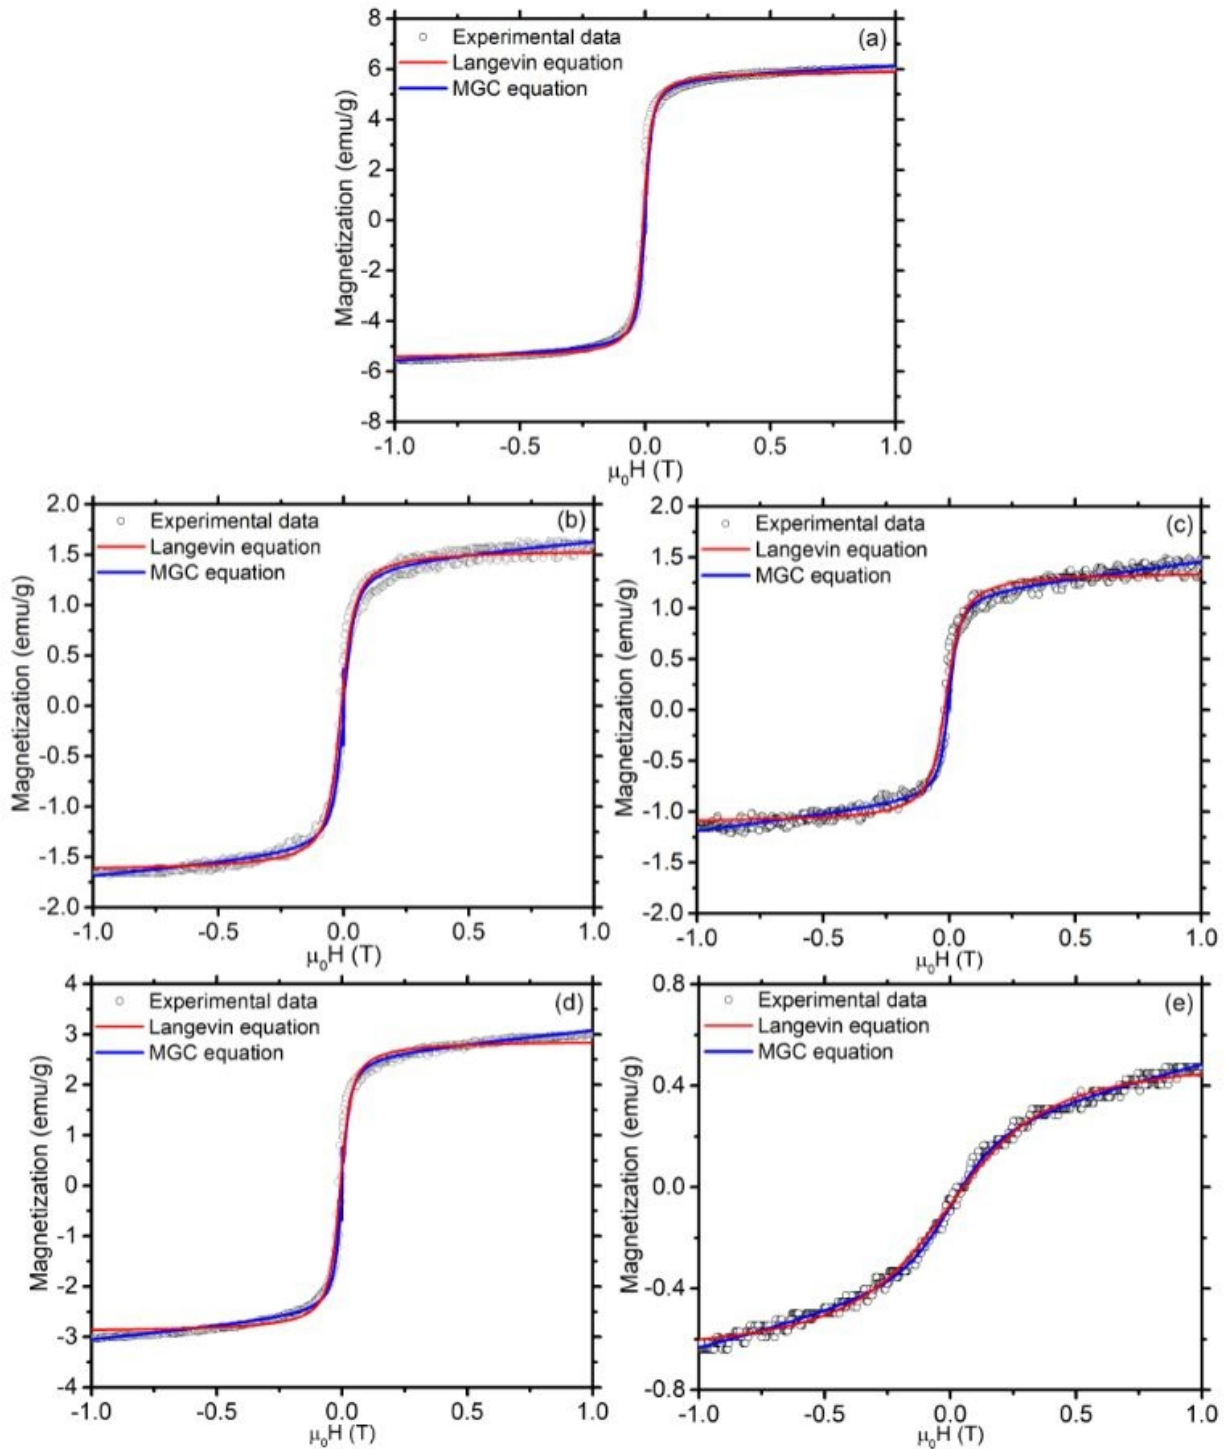 8
6
4
2
0
-2
-4
-6
-8
Magnetization (emu/g)
Experimental data
Langevin equation
MGC equation
(a)
-1.0 -0.5 0.0 0.5 1.0
μ₀H (T)
2.0
1.5
1.0
0.5
0.0
-0.5
-1.0
-1.5
-2.0
Magnetization (emu/g)
Experimental data
Langevin equation
MGC equation
(b)
-1.0 -0.5 0.0 0.5 1.0
μ₀H (T)
2.0
1.5
1.0
0.5
0.0
-0.5
-1.0
-1.5
-2.0
Magnetization (emu/g)
Experimental data
Langevin equation
MGC equation
(c)
-1.0 -0.5 0.0 0.5 1.0
μ₀H (T)
4
3
2
1
0
-1
-2
-3
-4
Magnetization (emu/g)
Experimental data
Langevin equation
MGC equation
(d)
-1.0 -0.5 0.0 0.5 1.0
μ₀H (T)
0.8
0.4
0.0
-0.4
-0.8
Magnetization (emu/g)
Experimental data
Langevin equation
MGC equation
(e)
-1.0 -0.5 0.0 0.5 1.0
μ₀H (T)